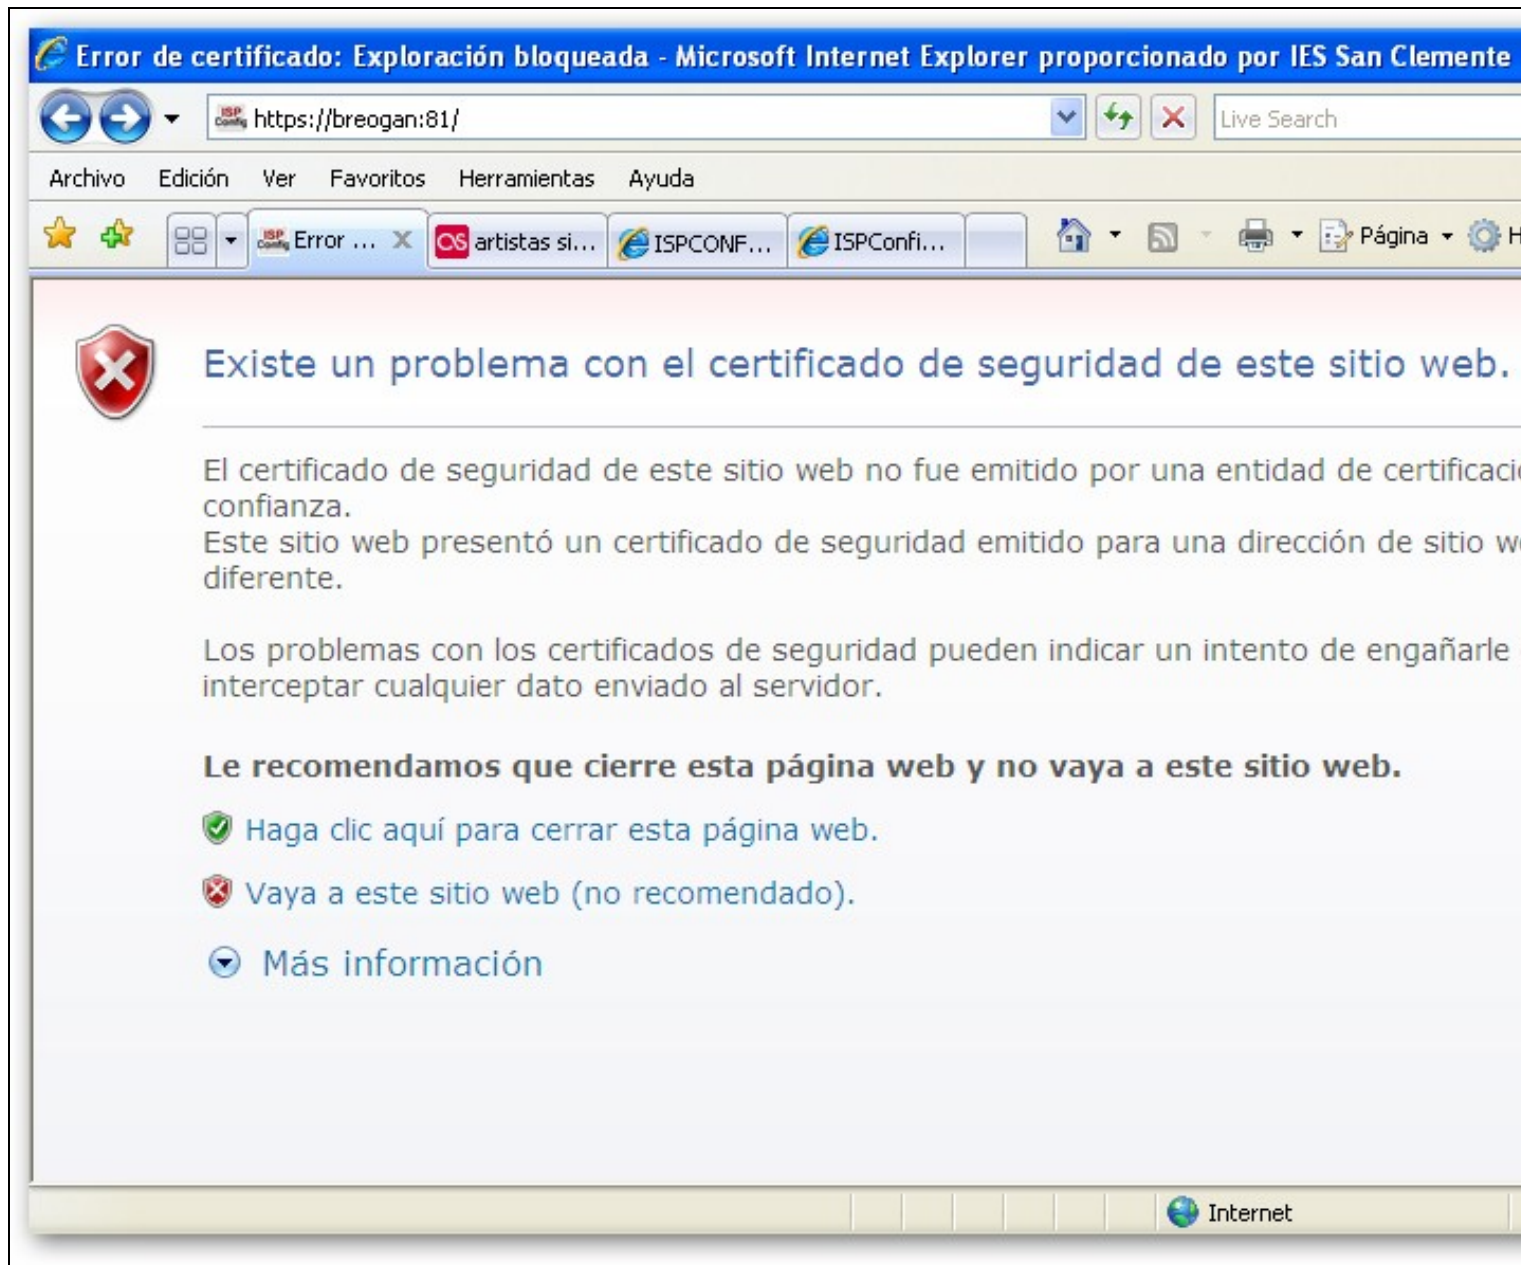 Error de certificado: Exploración bloqueada - Microsoft Internet Explorer proporcionado por IES San Clemente
ISP Config https://breogan:81/ Live Search
Archivo Edición Ver Favoritos Herramientas Ayuda
ISP Config Error ... artistas si... ISPCONF... ISPConfi... Página H
Existe un problema con el certificado de seguridad de este sitio web.
El certificado de seguridad de este sitio web no fue emitido por una entidad de certificaci
confianza.
Este sitio web presentó un certificado de seguridad emitido para una dirección de sitio w
diferente.
Los problemas con los certificados de seguridad pueden indicar un intento de engañarle
interceptar cualquier dato enviado al servidor.
Le recomendamos que cierre esta página web y no vaya a este sitio web.
Haga clic aquí para cerrar esta página web.
Vaya a este sitio web (no recomendado).
Más información
Internet